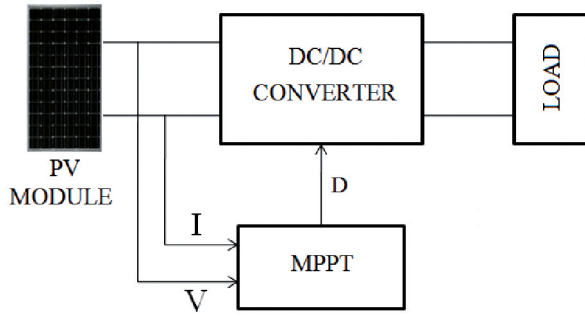 DC/DC
CONVERTER
LOAD
PV
MODULE
D
I
MPPT
V